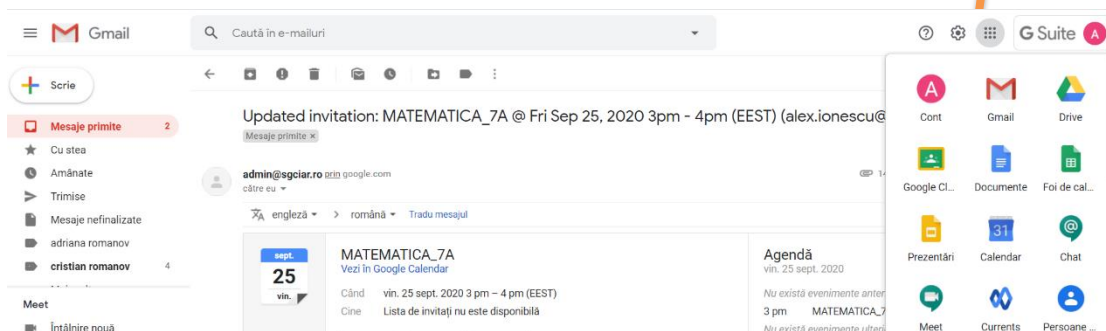 Gmail
Caută în e-mailuri
G Suite
A
Scrie
Mesaje primite 2
Cu stea
Amânate
Trimise
Mesaje nefinalizate
adriana romanov
cristian romanov 4
Meet
Întâlnire nouă
Updated invitation: MATEMATICA_7A @ Fri Sep 25, 2020 3pm - 4pm (EEST) (alex.ionescu@
Mesaje primite ×
admin@sgciar.ro prin google.com
către eu
engleză > română Tradu mesajul
sept.
25
vin.
MATEMATICA_7A
Vezi în Google Calendar
Când vin. 25 sept. 2020 3 pm – 4 pm (EEST)
Cine Lista de invitați nu este disponibilă
Agendă
vin. 25 sept. 2020
Nu există evenimente anter
3 pm MATEMATICA_7
Nu există evenimente ulteri
A
Cont Gmail Drive
Google Cl... Documente Foi de cal...
31
Prezentări Calendar Chat
Meet Currents Persoane ...